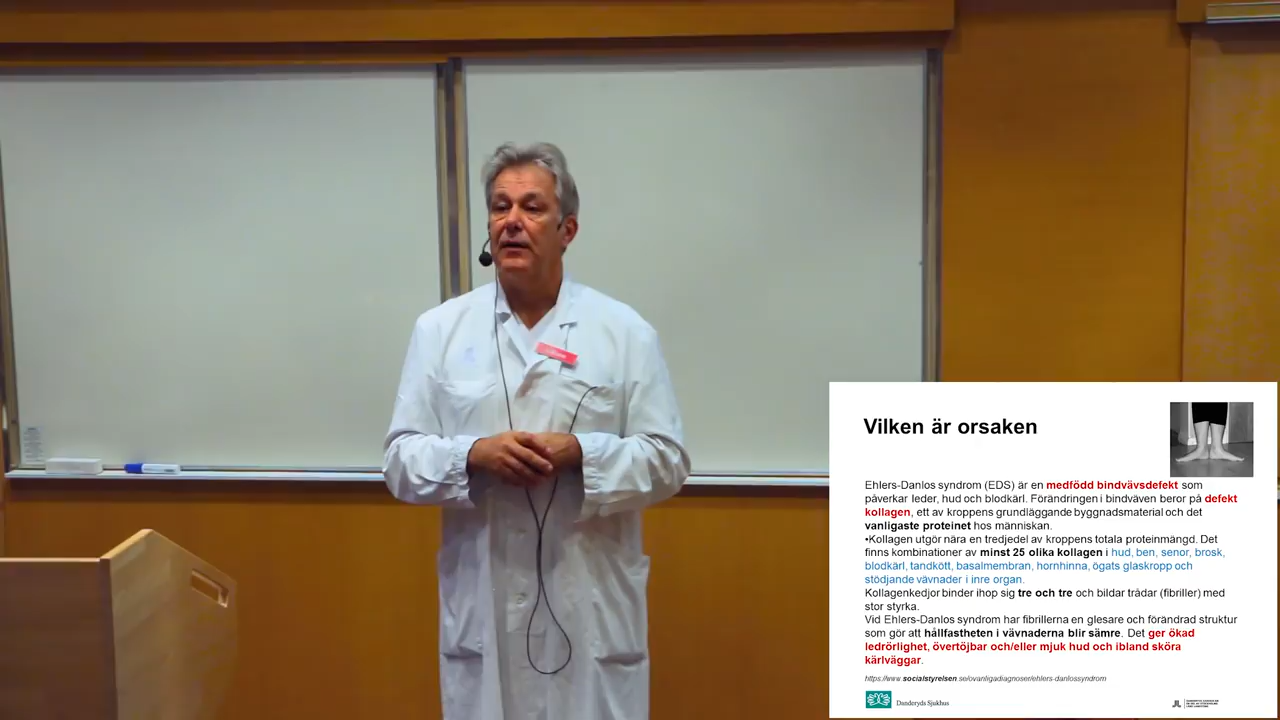 Vilken är orsaken
Ehlers-Danlos syndrom (EDS) är en medfödd bindvävsdefekt som
påverkar leder, hud och blodkärl. Förändringen i bindväven beror på defekt
kollagen, ett av kroppens grundläggande byggnadsmaterial och det
vanligaste proteinet hos människan.
•Kollagen utgör nära en tredjedel av kroppens totala proteinmängd. Det
finns kombinationer av minst 25 olika kollagen i hud, ben, senor, brosk,
blodkärl, tandkött, basalmembran, hornhinna, ögats glaskropp och
stödjande vävnader i inre organ.
Kollagenkedjor binder ihop sig tre och tre och bildar trådar (fibriller) med
stor styrka.
Vid Ehlers-Danlos syndrom har fibrillerna en glesare och förändrad struktur
som gör att hållfastheten i vävnaderna blir sämre. Det ger ökad
ledrörlighet, övertöjbar och/eller mjuk hud och ibland sköra
kärlväggar.
https://www.socialstyrelsen.se/ovanligadiagnoser/ehlers-danlossyndrom
Danderyds Sjukhus